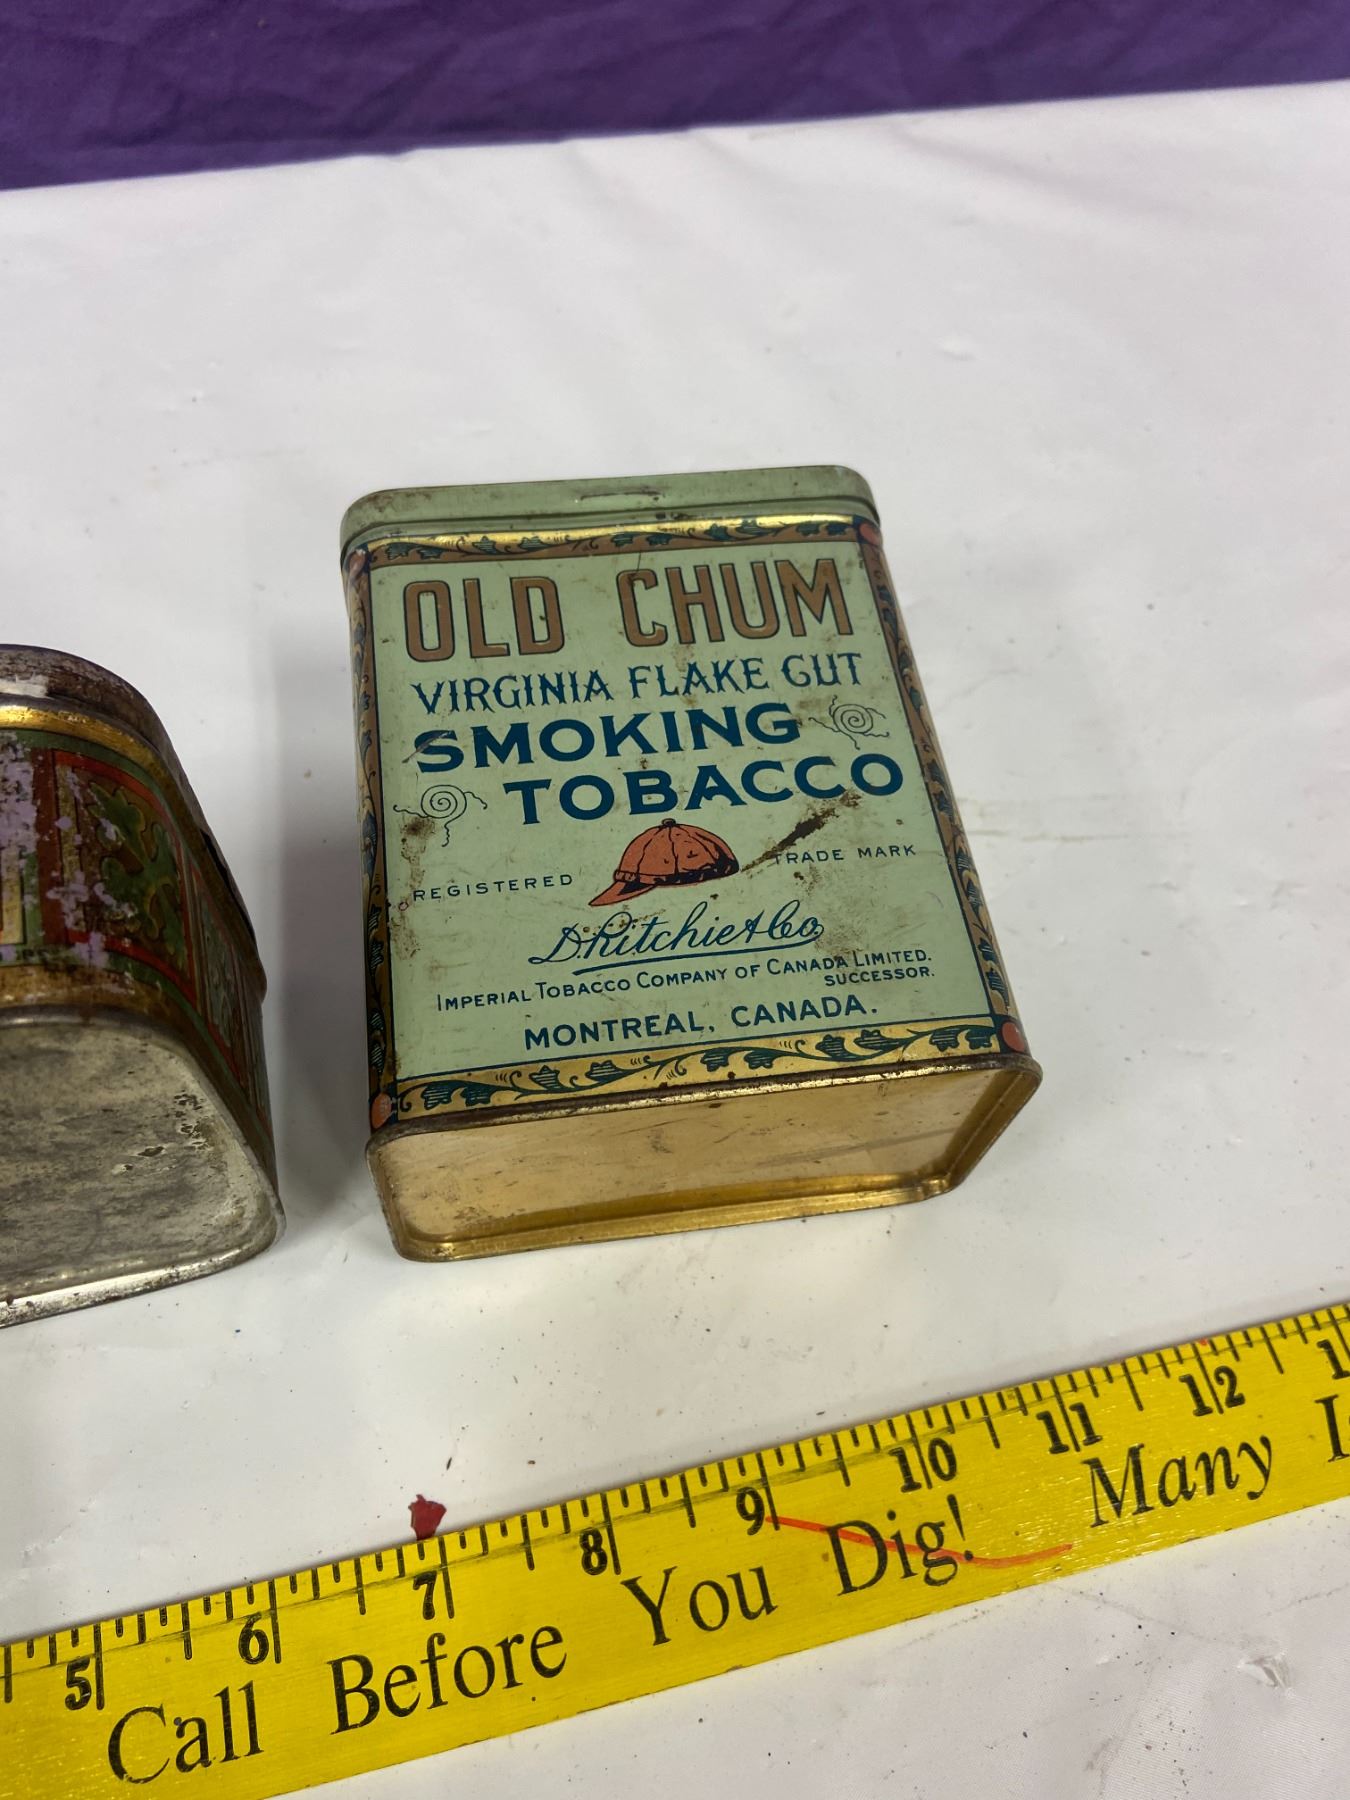 OLD CHUM
VIRGINIA FLAKE CUT
SMOKING
TOBACCO
REGISTERED TRADE MARK
D. Ritchie & Co.
IMPERIAL TOBACCO COMPANY OF CANADA LIMITED.
SUCCESSOR.
MONTREAL, CANADA.
5 6 7 8 9 10 11 12 1
Call Before You Dig! Many